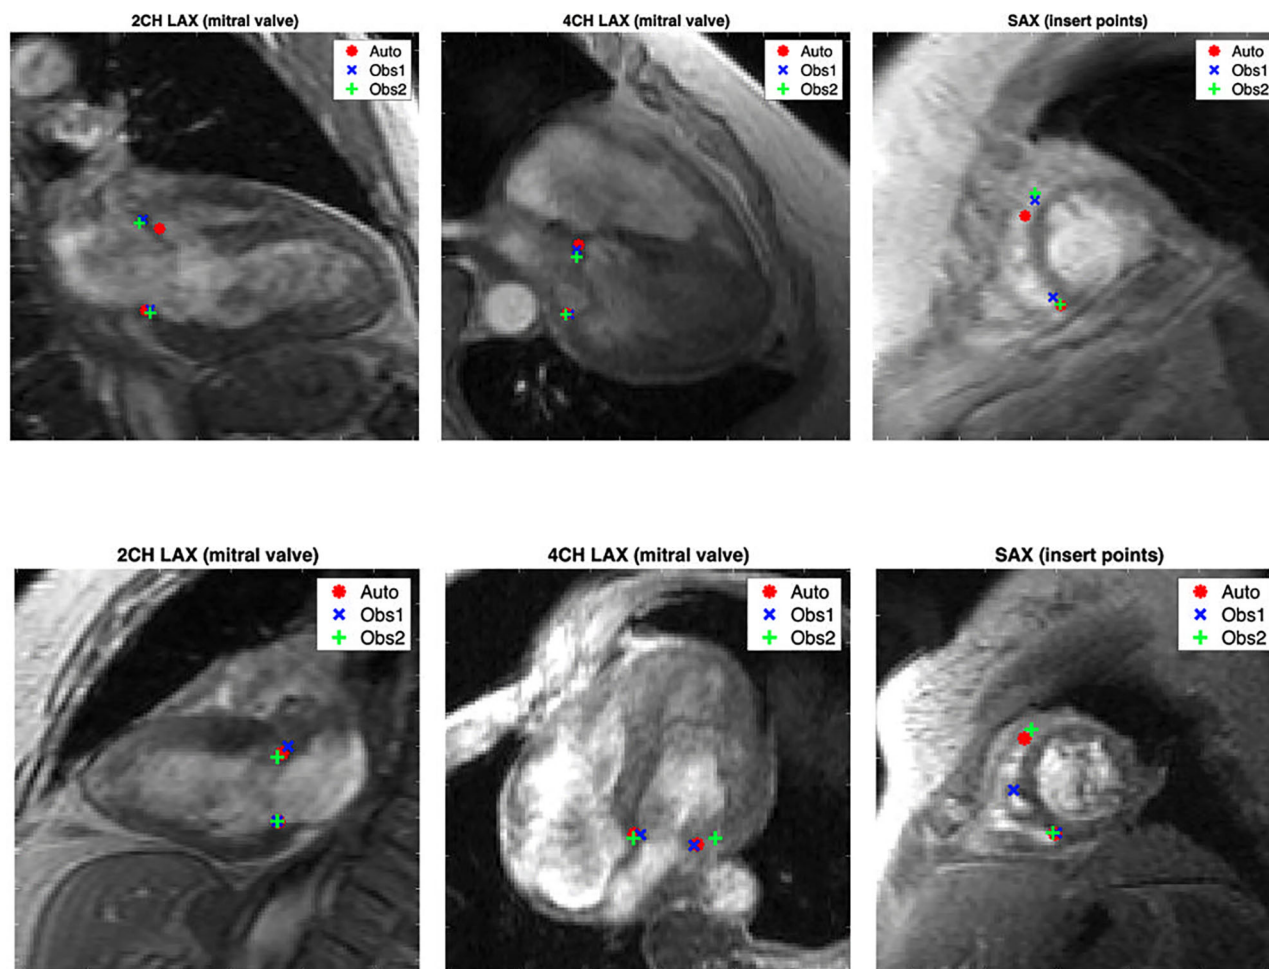 2CH LAX (mitral valve)
Auto
Obs1
Obs2
4CH LAX (mitral valve)
Auto
Obs1
Obs2
SAX (insert points)
Auto
Obs1
Obs2
2CH LAX (mitral valve)
Auto
Obs1
Obs2
4CH LAX (mitral valve)
Auto
Obs1
Obs2
SAX (insert points)
Auto
Obs1
Obs2